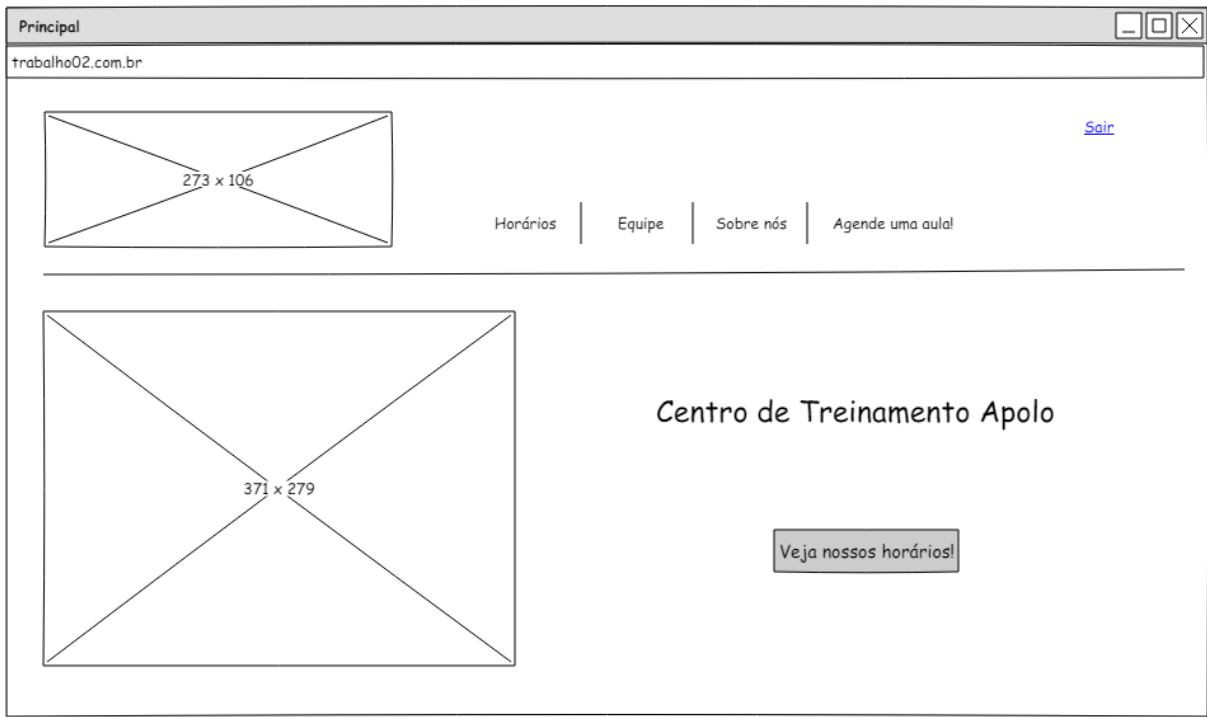 Principal
trabalho02.com.br
Sair
273 x 106
Horários
Equipe
Sobre nós
Agende uma aula!
Centro de Treinamento Apolo
371 x 279
Veja nossos horários!